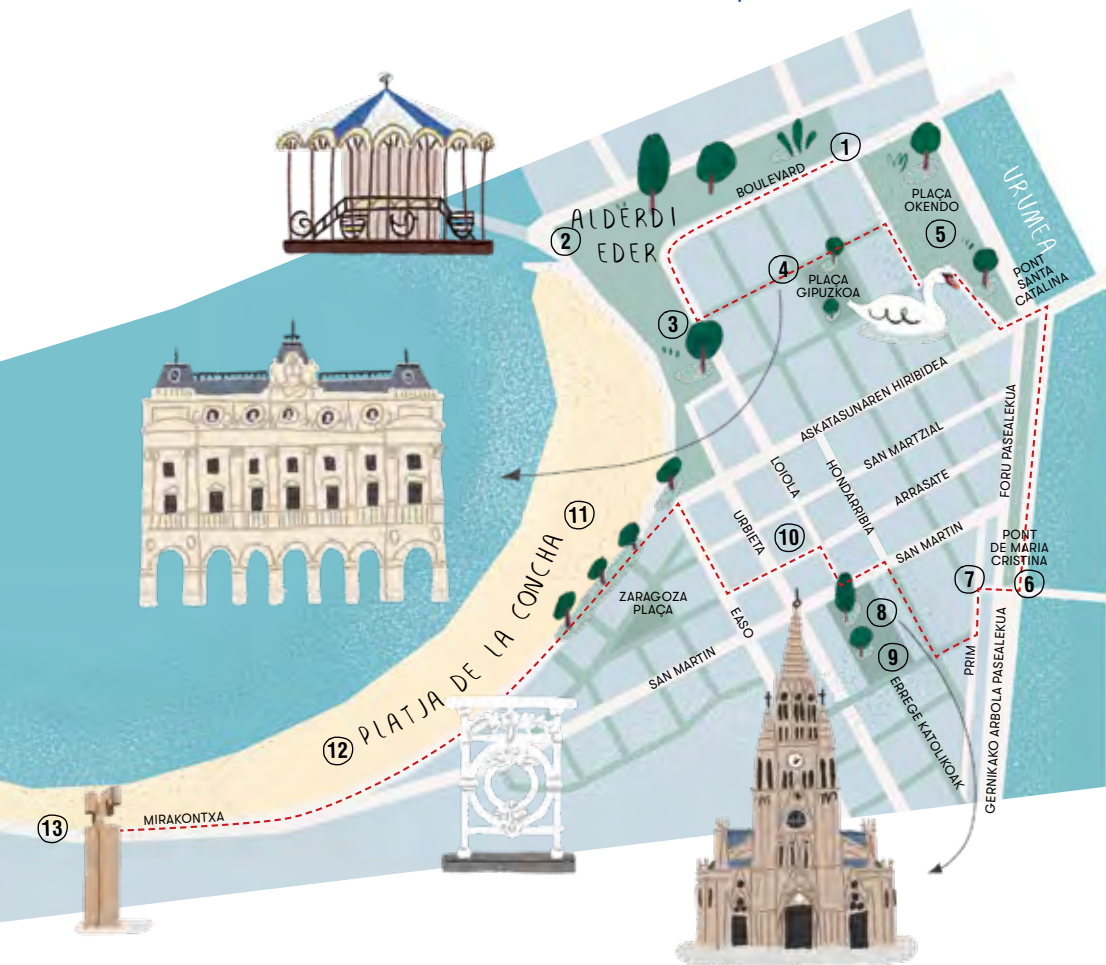 1
BOULEVARD
ALDERDI
EDER
2
3
4
PLAÇA
GIPUZKOA
PLAÇA
OKENDO
5
URUMEA
PONT
SANTA
CATALINA
ASKATASUNAREN HIRIBIDEA
SAN MARTZIAL
ARRASATE
SAN MARTIN
LOIOLA
HONDARRIBIA
URBIETA
EASO
FORU PASEALEKUA
PONT
DE MARIA
CRISTINA
6
7
PRIM
GERNIKAKO ARBOLA PASEALEKUA
8
9
ERREGE KATOLIKOAK
10
SAN MARTIN
ZARAGOZA
PLAÇA
11
PLATJA DE LA CONCHA
12
MIRAKONTXA
13